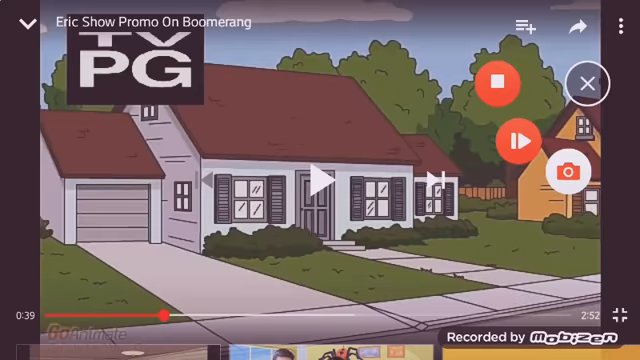 Eric Show Promo On Boomerang
TV
PG
0:39
2:52
GoAnimate
Recorded by mobizen